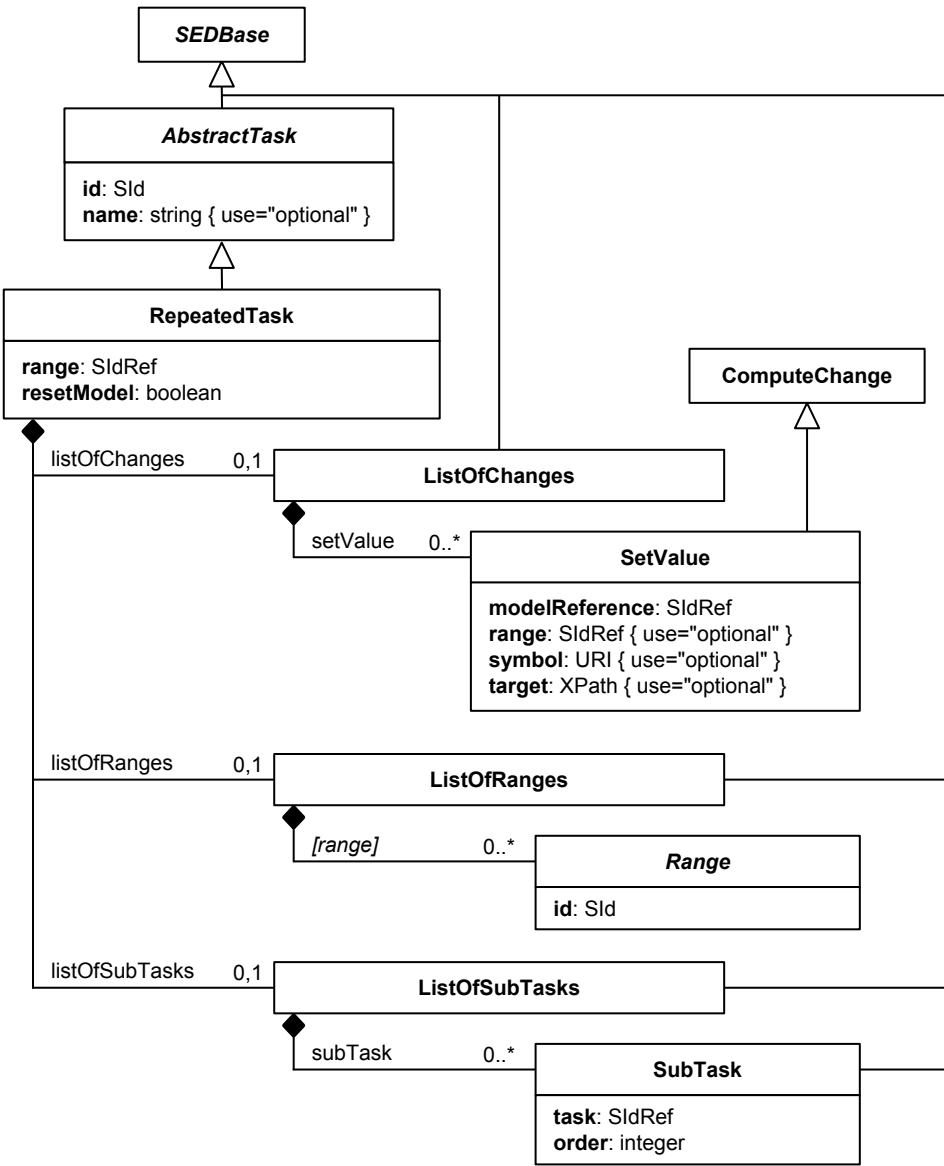 SEDBase
AbstractTask
id: SId
name: string { use="optional" }
RepeatedTask
range: SIdRef
resetModel: boolean
ComputeChange
listOfChanges 0,1
ListOfChanges
setValue 0..*
SetValue
modelReference: SIdRef
range: SIdRef { use="optional" }
symbol: URI { use="optional" }
target: XPath { use="optional" }
listOfRanges 0,1
ListOfRanges
[range] 0..*
Range
id: SId
listOfSubTasks 0,1
ListOfSubTasks
subTask 0..*
SubTask
task: SIdRef
order: integer